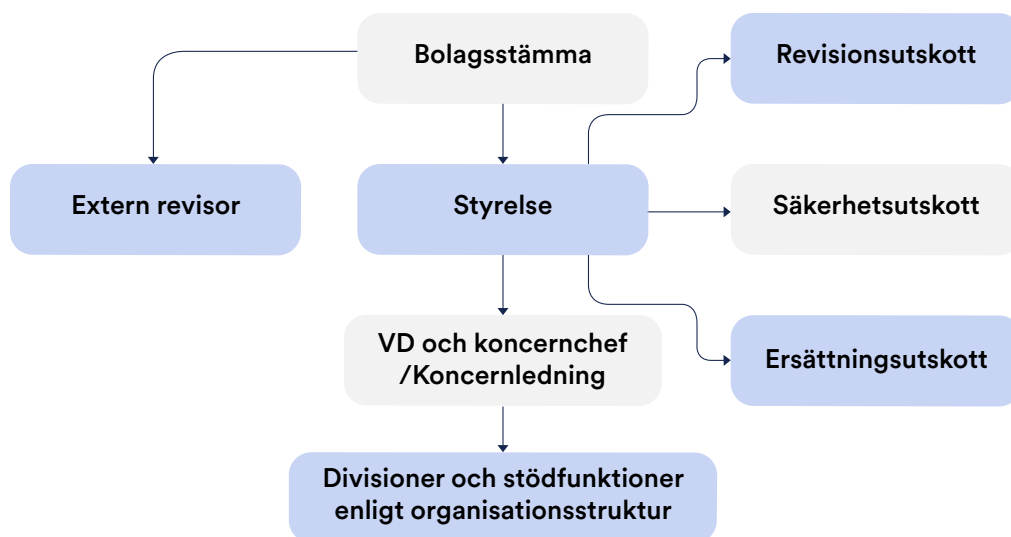 Bolagsstämma
Revisionsutskott
Extern revisor
Styrelse
Säkerhetsutskott
VD och koncernchef
/Koncernledning
Ersättningsutskott
Divisioner och stödfunktioner
enligt organisationsstruktur